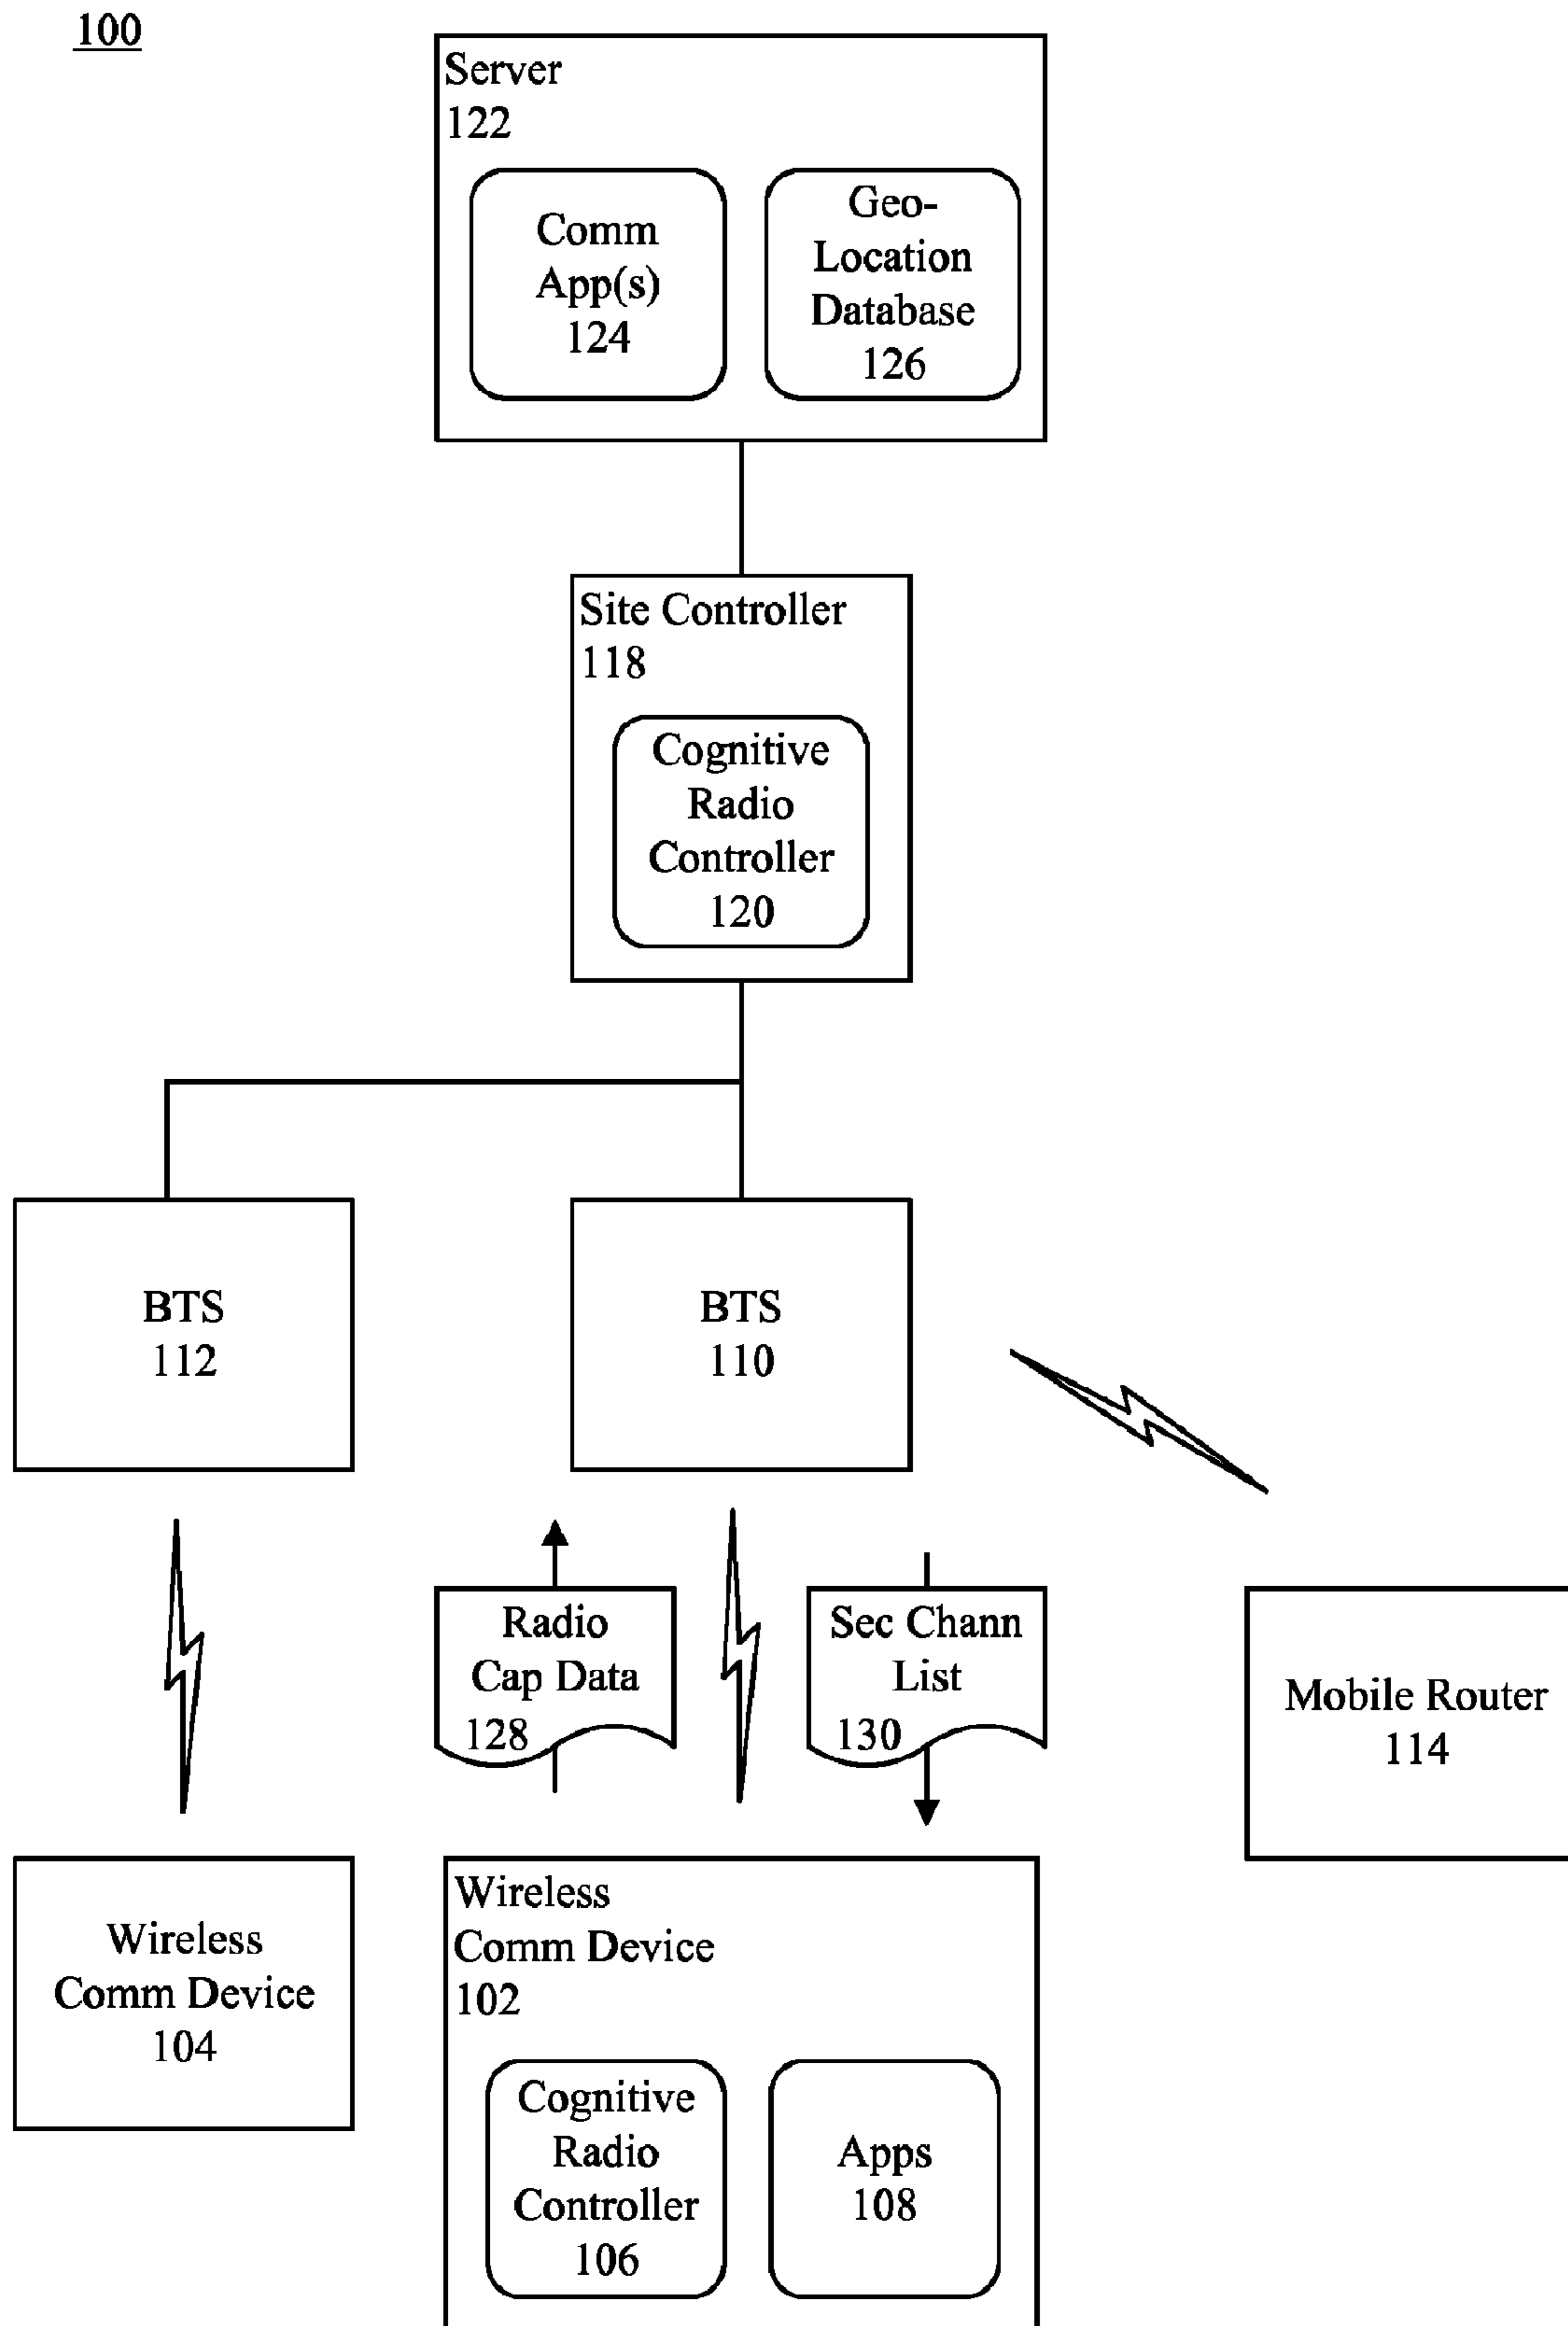 100
Server
122
Comm
App(s)
124
Geo-
Location
Database
126
Site Controller
118
Cognitive
Radio
Controller
120
BTS
112
BTS
110
Radio
Cap Data
128
Sec Chann
List
130
Mobile Router
114
Wireless
Comm Device
104
Wireless
Comm Device
102
Cognitive
Radio
Controller
106
Apps
108